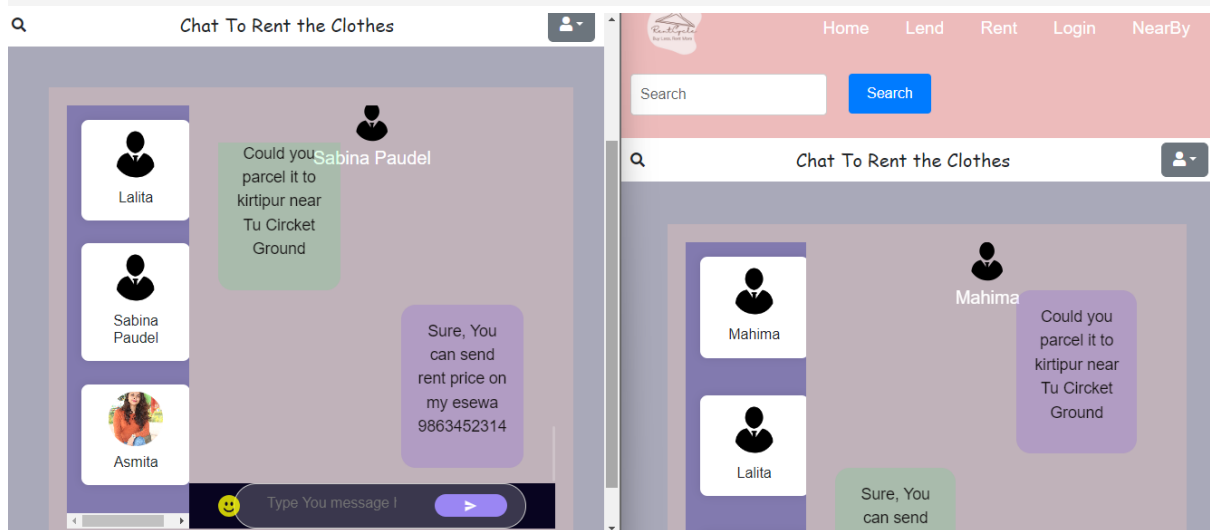 Chat To Rent the Clothes
Lalita
Sabina
Paudel
Asmita
Sabina Paudel
Could you
parcel it to
kirtipur near
Tu Circket
Ground
Sure, You
can send
rent price on
my esewa
9863452314
Type You message
Home Lend Rent Login NearBy
Search
Search
Chat To Rent the Clothes
Mahima
Lalita
Mahima
Could you
parcel it to
kirtipur near
Tu Circket
Ground
Sure, You
can send